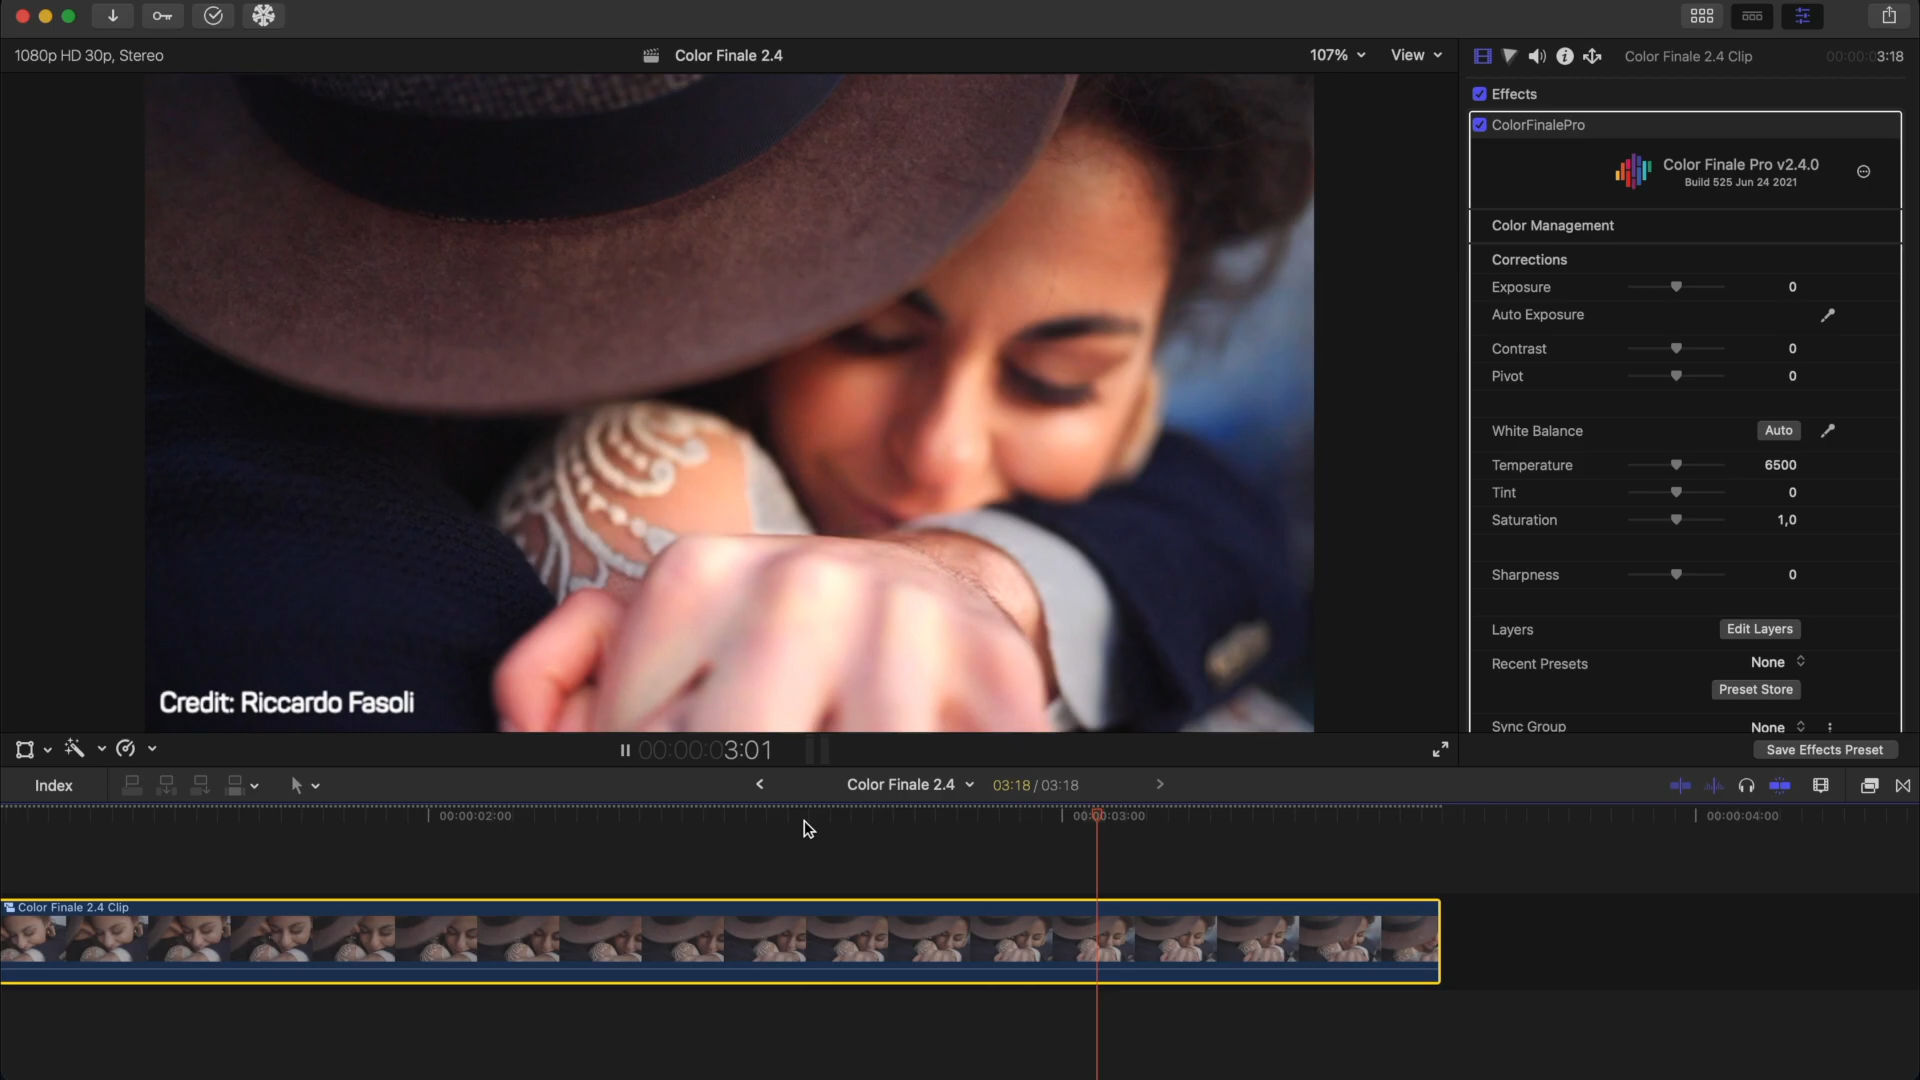 1080p HD 30p, Stereo
Color Finale 2.4
107%
View
Color Finale 2.4 Clip
00:00:03:18
Effects
ColorFinalePro
Color Finale Pro v2.4.0
Build 525 Jun 24 2021
Color Management
Corrections
Exposure 0
Auto Exposure
Contrast 0
Pivot 0
White Balance Auto
Temperature 6500
Tint 0
Saturation 1,0
Sharpness 0
Layers Edit Layers
Recent Presets None
Preset Store
Sync Group None
Save Effects Preset
Credit: Riccardo Fasoli
00:00:03:01
Index
Color Finale 2.4
03:18 / 03:18
00:00:02:00
00:00:03:00
00:00:04:00
Color Finale 2.4 Clip